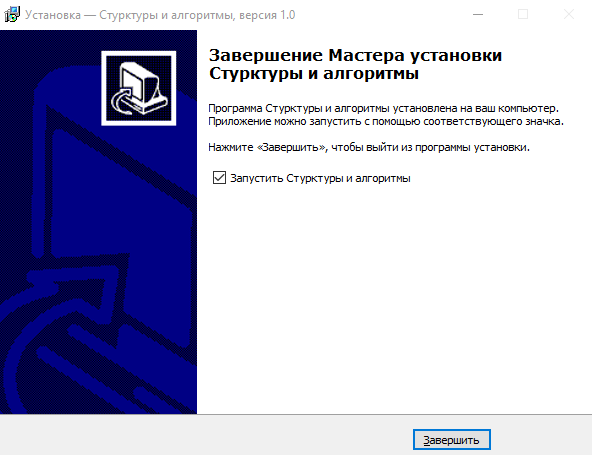 Установка — Стурктуры и алгоритмы, версия 1.0
Завершение Мастера установки
Стурктуры и алгоритмы
Программа Стурктуры и алгоритмы установлена на ваш компьютер.
Приложение можно запустить с помощью соответствующего значка.
Нажмите «Завершить», чтобы выйти из программы установки.
Запустить Стурктуры и алгоритмы
Завершить